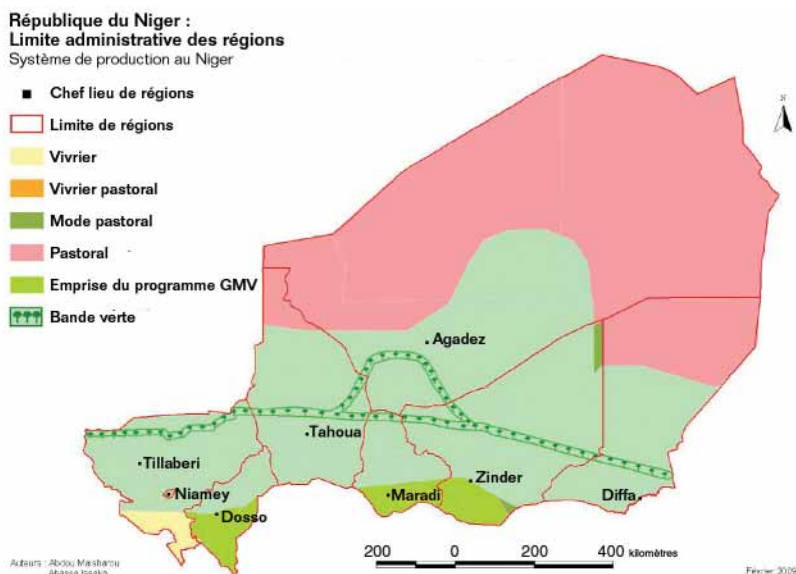 République du Niger :
Limite administrative des régions
Système de production au Niger
Chef lieu de régions
Limite de régions
Vivrier
Vivrier pastoral
Mode pastoral
Pastoral
Emprise du programme GMV
Bande verte
N
Agadez
Tahoua
Tillaberi
Niamey
Dosso
Maradi
Zinder
Diffa
200 0 200 400 kilomètres
Auteurs : Abdou
Février 2009